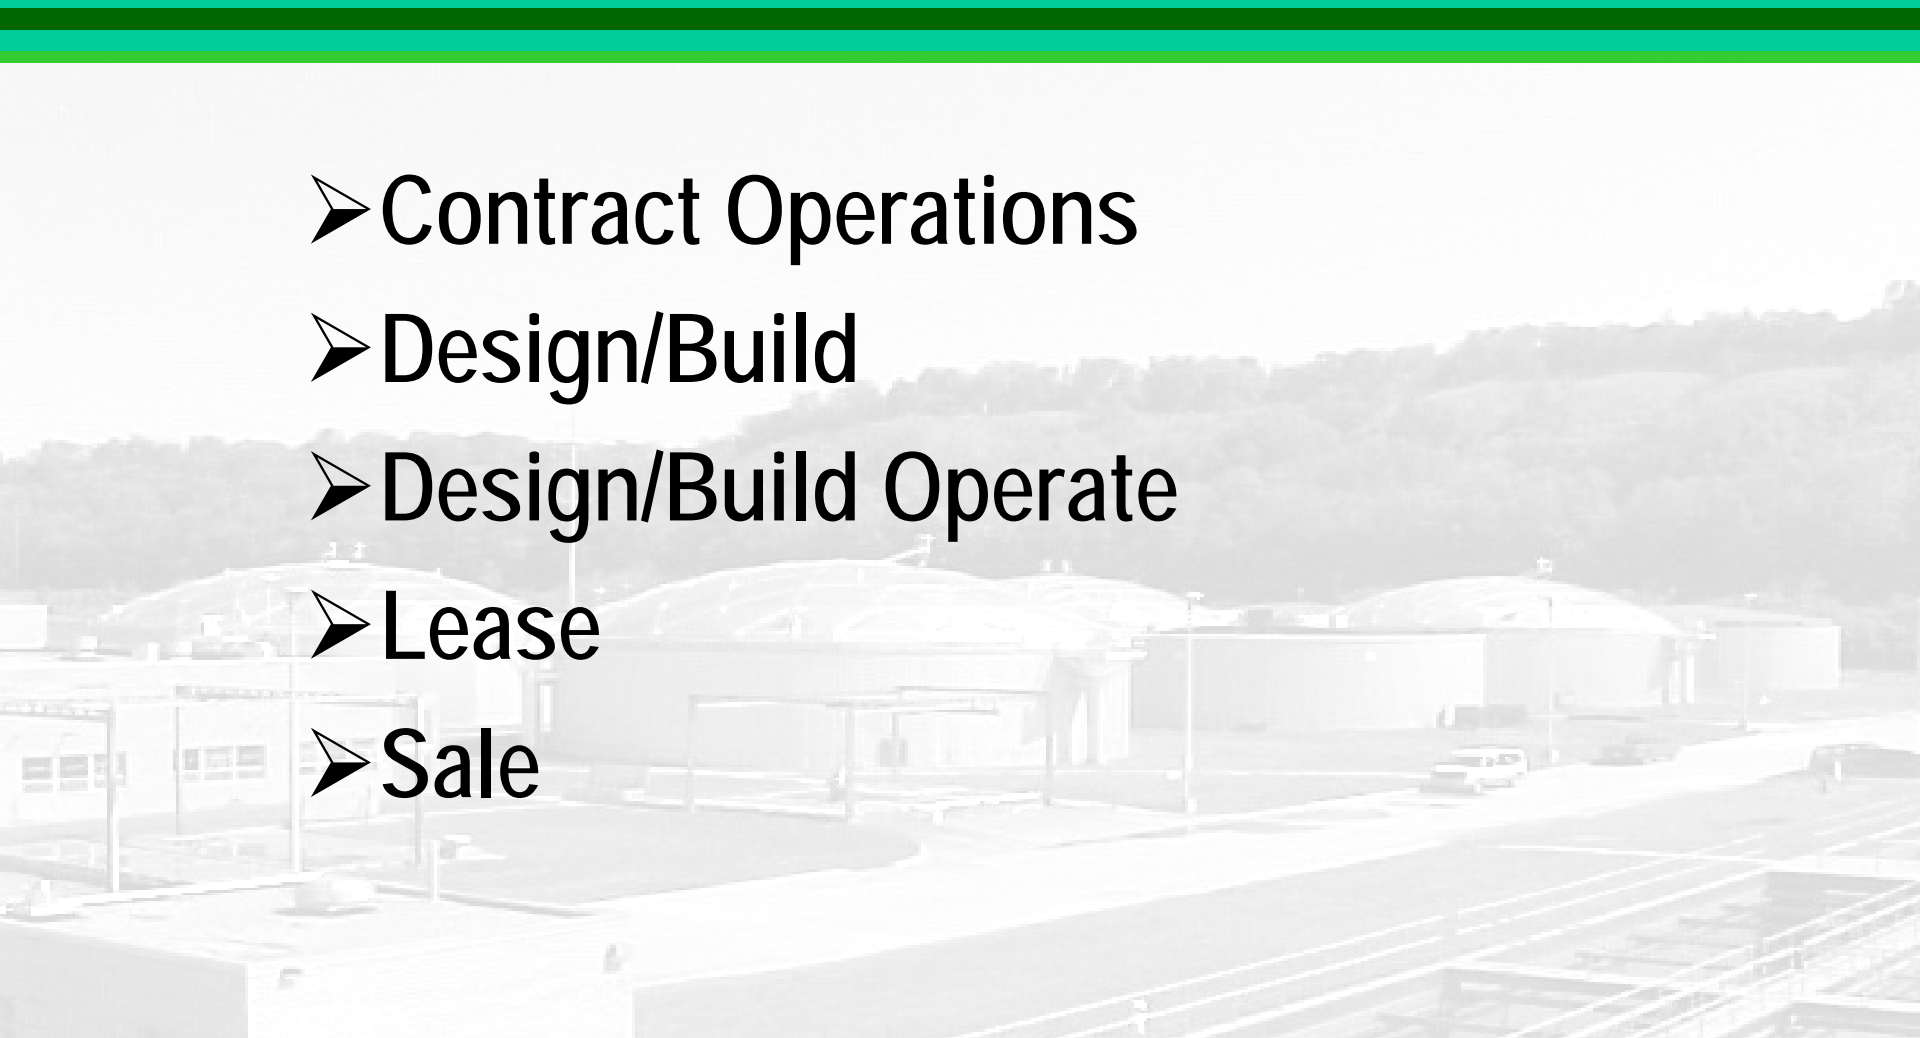 ➢Contract Operations
➢Design/Build
➢Design/Build Operate
➢Lease
➢Sale